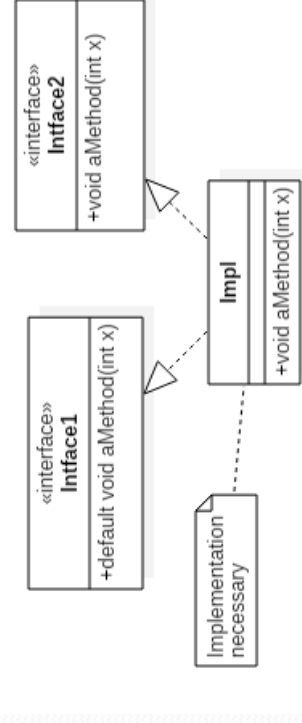 «interface»
Intface1
+default void aMethod(int x)
«interface»
Intface2
+void aMethod(int x)
Implementation
necessary
Impl
+void aMethod(int x)